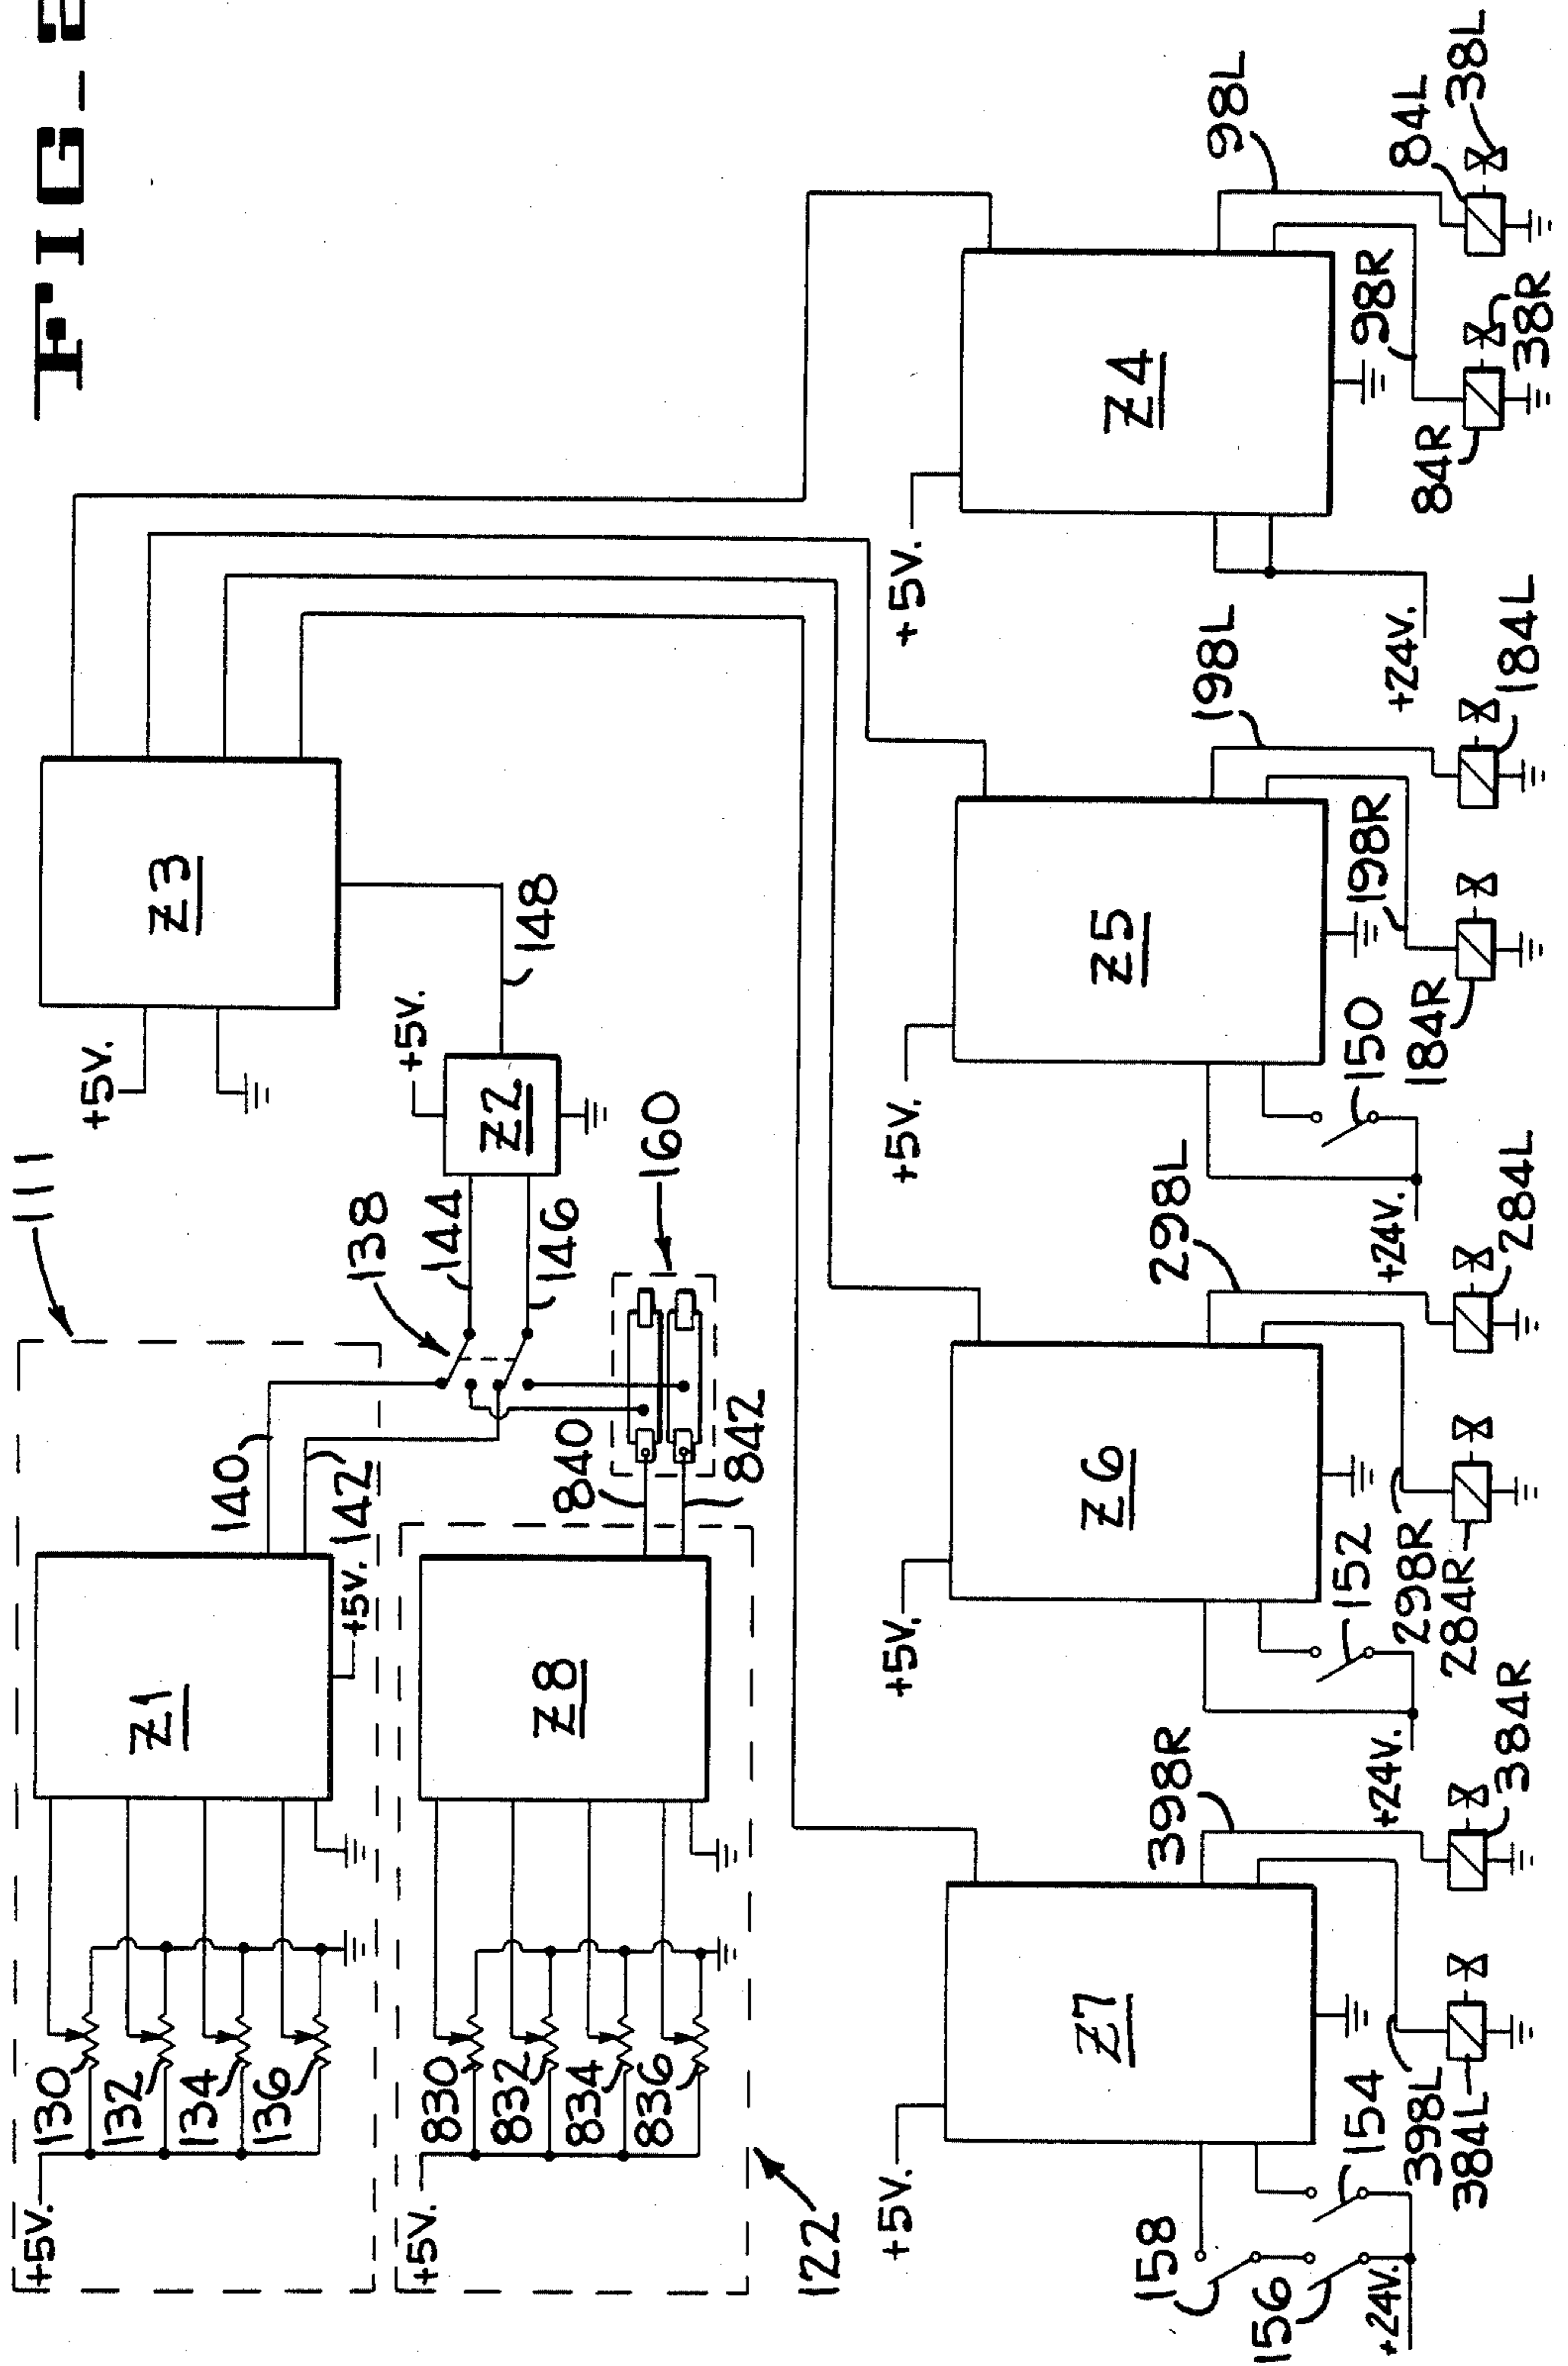 FIG_2
111
+5V.
130
132
134
136
Z1
+5V.
140
142
138
144
146
Z2
+5V.
148
Z3
+5V.
122
+5V.
830
832
834
836
Z8
840
842
160
+5V.
Z7
+24V.
158
156
154
398R
398L
384L
384R
+5V.
Z6
+24V.
152
298L
298R
284R
284L
+5V.
Z5
+24V.
150
198L
198R
184R
184L
+5V.
Z4
+24V.
98L
98R
84R
38R
84L
38L